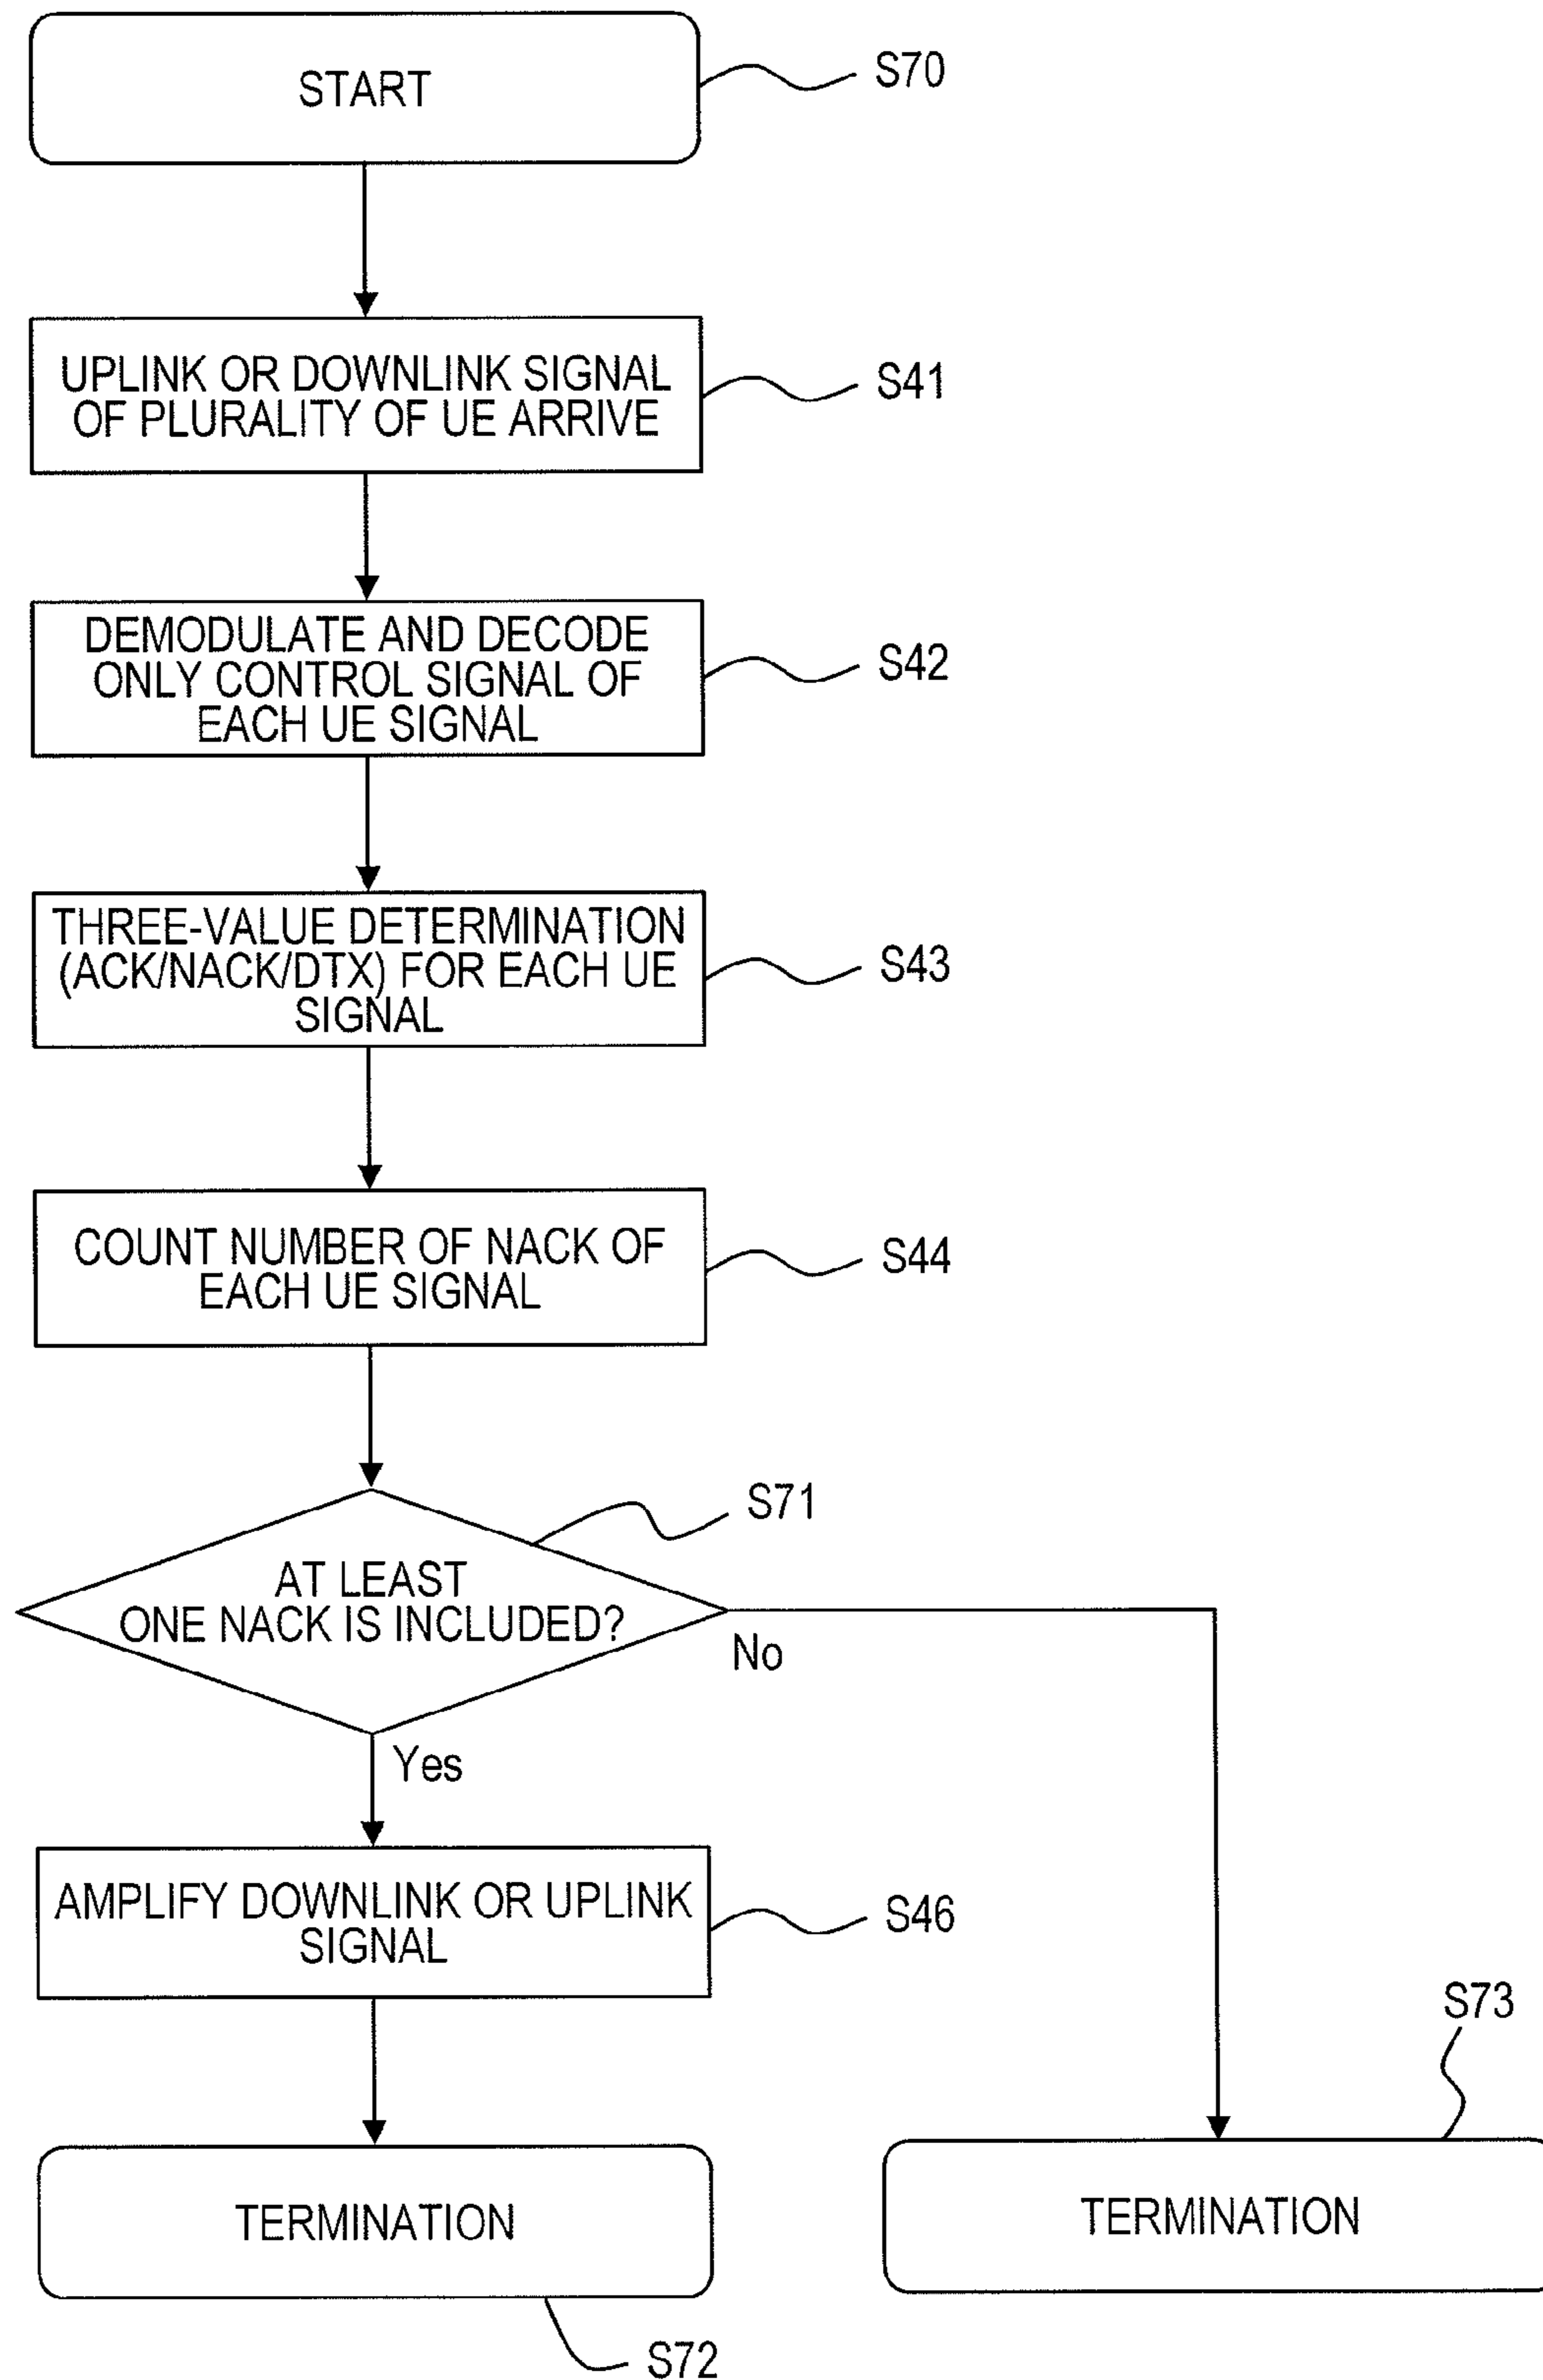 START
S70
UPLINK OR DOWNLINK SIGNAL
OF PLURALITY OF UE ARRIVE
S41
DEMODULATE AND DECODE
ONLY CONTROL SIGNAL OF
EACH UE SIGNAL
S42
THREE-VALUE DETERMINATION
(ACK/NACK/DTX) FOR EACH UE
SIGNAL
S43
COUNT NUMBER OF NACK OF
EACH UE SIGNAL
S44
S71
AT LEAST
ONE NACK IS INCLUDED?
No
Yes
AMPLIFY DOWNLINK OR UPLINK
SIGNAL
S46
S73
TERMINATION
TERMINATION
S72